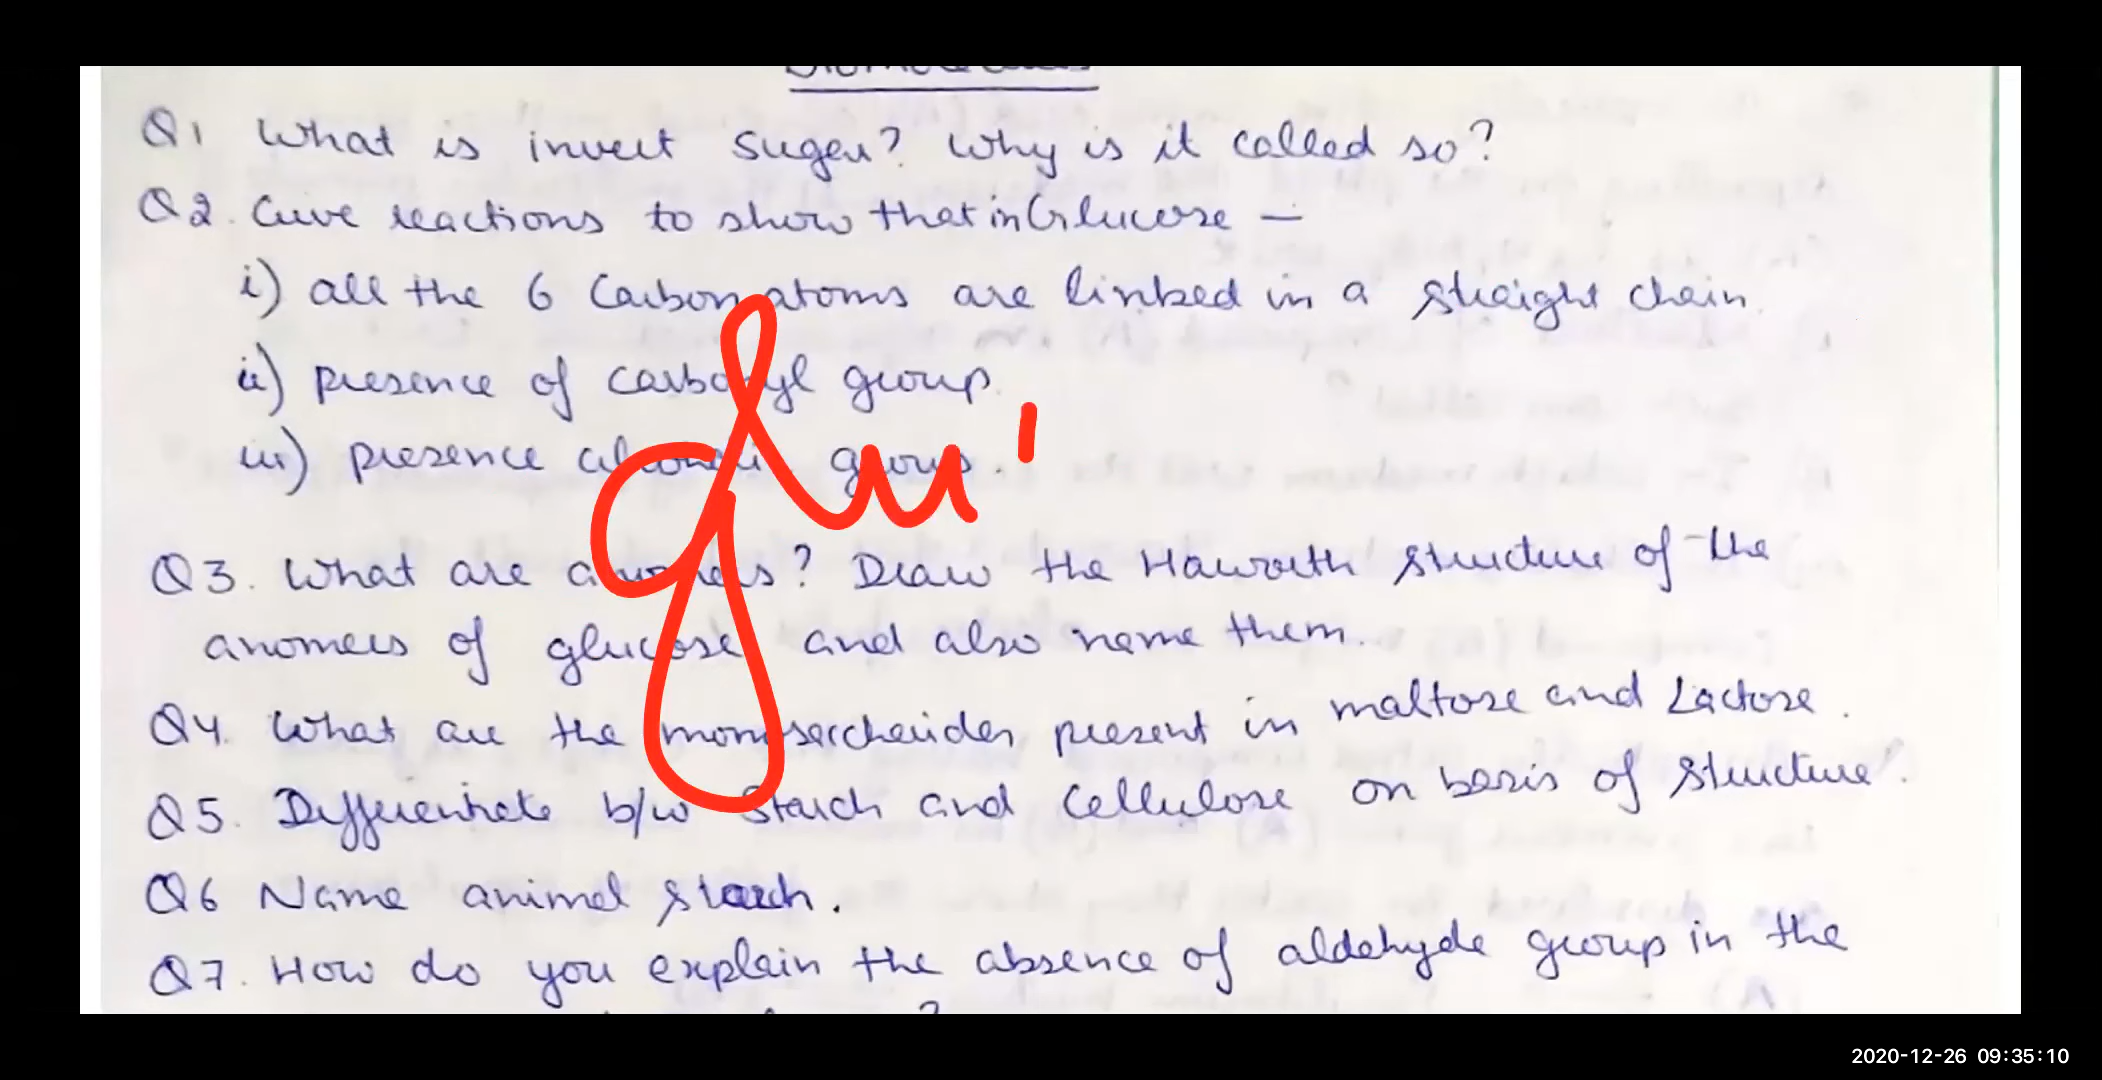 Biomolecules
Q1 What is invert sugar? Why is it called so?
Q2. Give reactions to show that in Glucose —
i) all the 6 Carbon atoms are linked in a straight chain.
ii) presence of carbonyl group.
iii) presence group.
Q3. What are anomers? Draw the Haworth structure of the
anomers of glucose and also name them.
Q4. What are the monosaccharides present in maltose and Lactose.
Q5. Differentiate b/w Starch and Cellulose on basis of structure.
Q6 Name animal starch.
Q7. How do you explain the absence of aldehyde group in the
2020-12-26 09:35:10